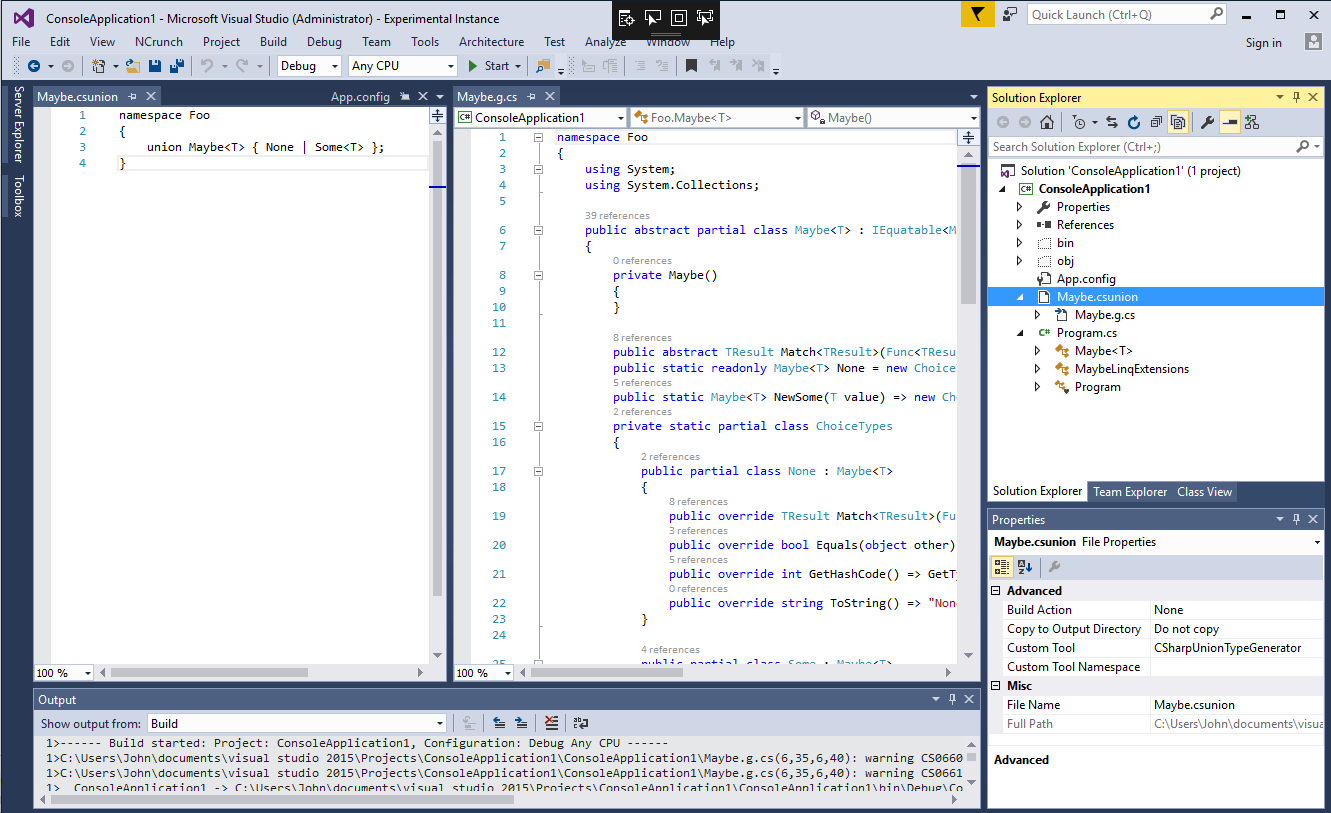 ConsoleApplication1 - Microsoft Visual Studio (Administrator) - Experimental Instance
Quick Launch (Ctrl+Q)
File Edit View NCrunch Project Build Debug Team Tools Architecture Test Analyze Window Help
Sign in
Debug Any CPU Start
Server Explorer
Toolbox
Maybe.csunion
App.config
1 namespace Foo
2 {
3 union Maybe<T> { None | Some<T> };
4 }
100 %
Maybe.g.cs
ConsoleApplication1 Foo.Maybe<T> Maybe()
1 namespace Foo
2 {
3 using System;
4 using System.Collections;
5
39 references
6 public abstract partial class Maybe<T> : IEquatable<M
7 {
0 references
8 private Maybe()
9 {
10 }
11
8 references
12 public abstract TResult Match<TResult>(Func<TResu
13 public static readonly Maybe<T> None = new Choice
5 references
14 public static Maybe<T> NewSome(T value) => new Cho
2 references
15 private static partial class ChoiceTypes
16 {
2 references
17 public partial class None : Maybe<T>
18 {
8 references
19 public override TResult Match<TResult>(Fu
3 references
20 public override bool Equals(object other)
5 references
21 public override int GetHashCode() => GetTy
0 references
22 public override string ToString() => "None
23 }
24
4 references
25 public partial class Some : Maybe<T>
100 %
Solution Explorer
Search Solution Explorer (Ctrl+;)
Solution 'ConsoleApplication1' (1 project)
ConsoleApplication1
Properties
References
bin
obj
App.config
Maybe.csunion
Maybe.g.cs
Program.cs
Maybe<T>
MaybeLinqExtensions
Program
Solution Explorer Team Explorer Class View
Properties
Maybe.csunion File Properties
Advanced
Build Action None
Copy to Output Directory Do not copy
Custom Tool CSharpUnionTypeGenerator
Custom Tool Namespace
Misc
File Name Maybe.csunion
Full Path C:\Users\John\documents\visua
Advanced
Output
Show output from: Build
1>------ Build started: Project: ConsoleApplication1, Configuration: Debug Any CPU ------
1>C:\Users\John\documents\visual studio 2015\Projects\ConsoleApplication1\ConsoleApplication1\Maybe.g.cs(6,35,6,40): warning CS0660
1>C:\Users\John\documents\visual studio 2015\Projects\ConsoleApplication1\ConsoleApplication1\Maybe.g.cs(6,35,6,40): warning CS0661
1> ConsoleApplication1 -> C:\Users\John\documents\visual studio 2015\Projects\ConsoleApplication1\ConsoleApplication1\bin\Debug\Co